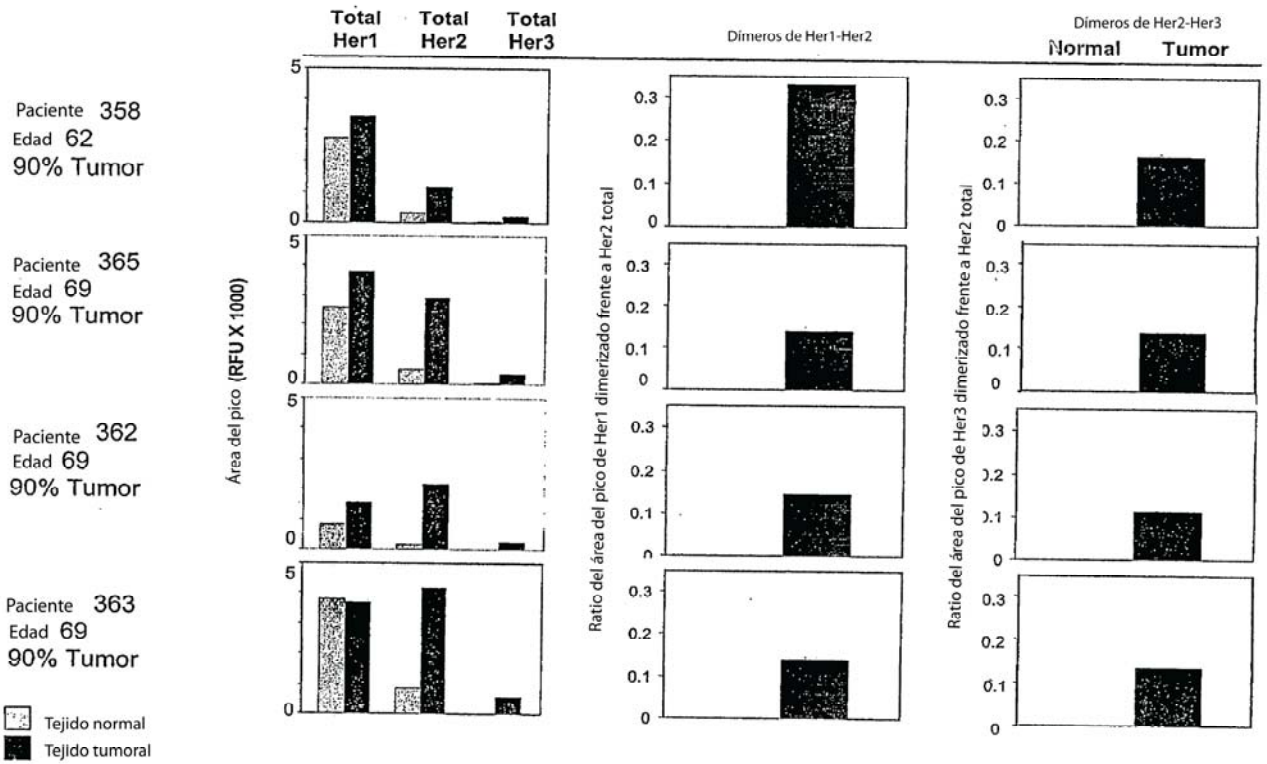 Total Her1
Total Her2
Total Her3
Dímeros de Her1-Her2
Dímeros de Her2-Her3
Normal Tumor
Paciente 358
Edad 62
90% Tumor
Paciente 365
Edad 69
90% Tumor
Paciente 362
Edad 69
90% Tumor
Paciente 363
Edad 69
90% Tumor
Tejido normal
Tejido tumoral
Área del pico (RFU X 1000)
5
0
5
0
5
0
5
0
Ratio del área del pico de Her1 dimerizado frente a Her2 total
0.3
0.2
0.1
0
0.3
0.2
0.1
0
0.3
0.2
0.1
0.3
0.2
0.1
0
Ratio del área del pico de Her3 dimerizado frente a Her2 total
0.3
0.2
0.1
0
0.3
0.2
0.1
0
0.3
0.2
0.1
0
0.3
0.2
0.1
0